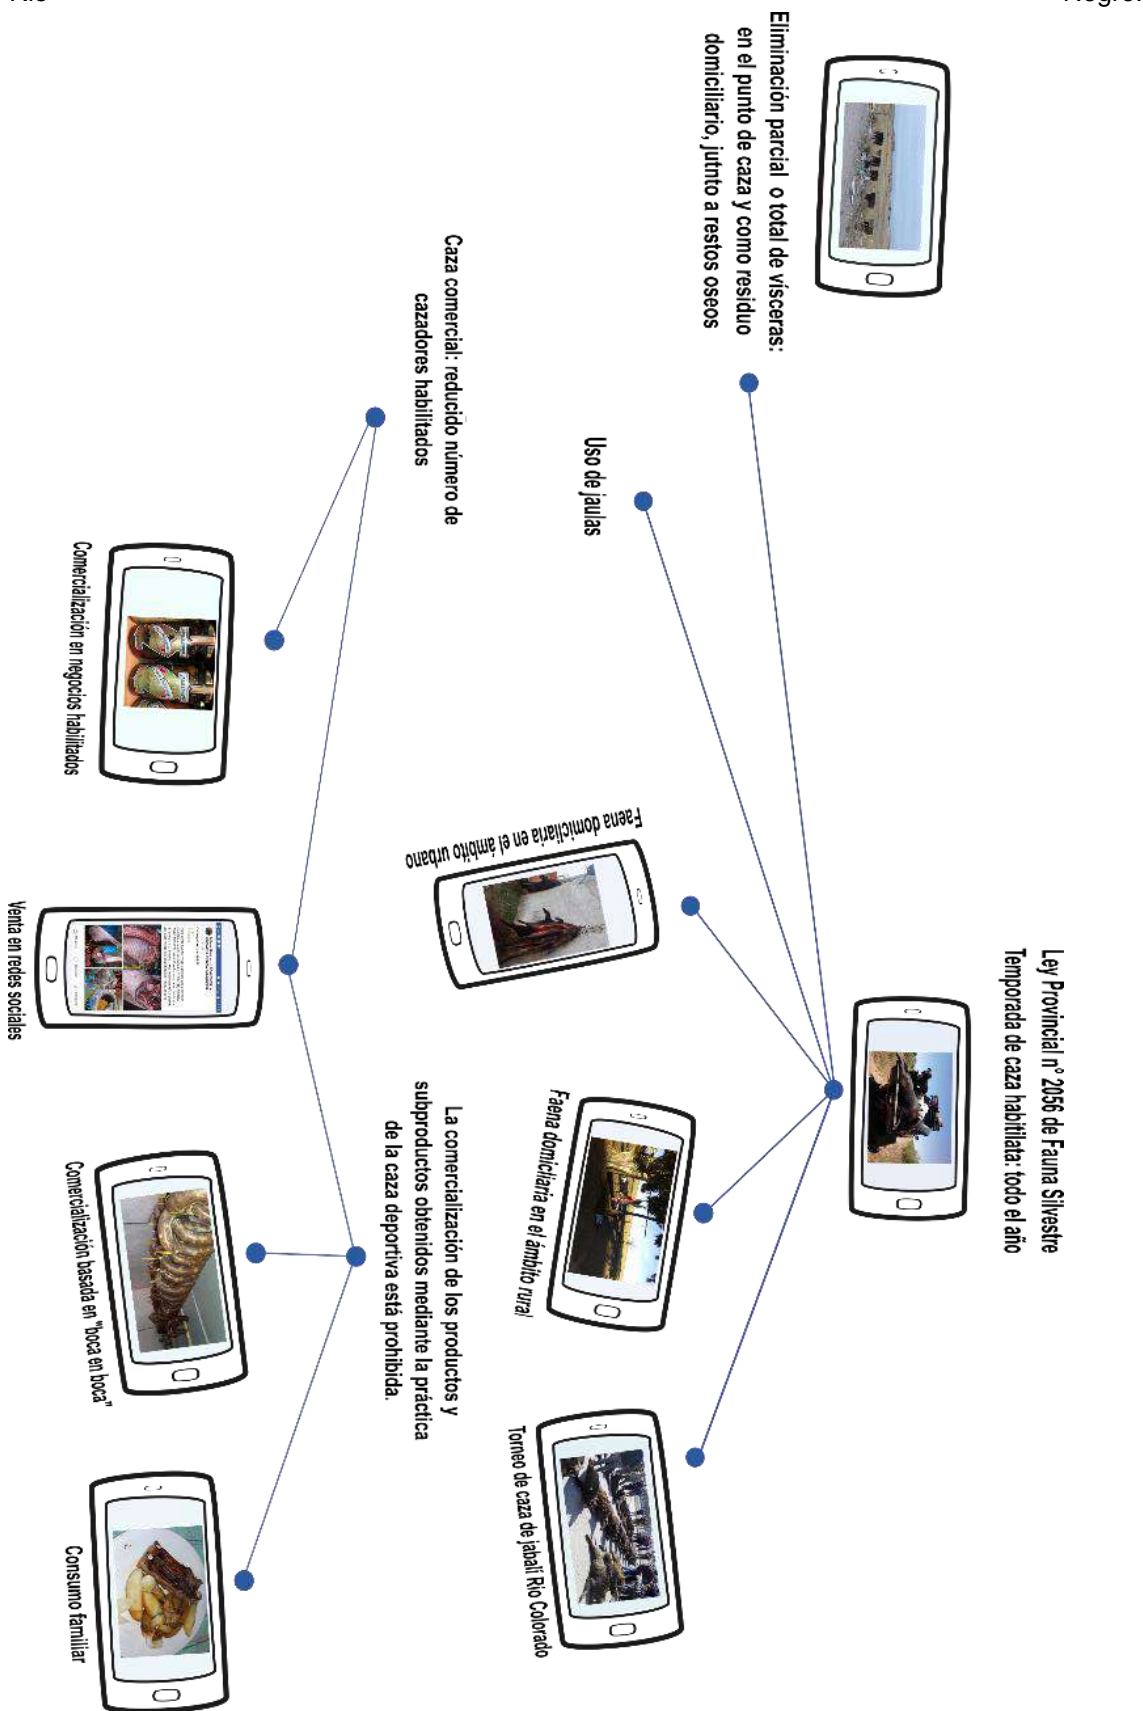 Ley Provincial n° 2056 de Fauna Silvestre
Temporada de caza habitilata: todo el año
Eliminación parcial o total de vísceras:
en el punto de caza y como residuo
domiciliario, jutnto a restos oseos
Uso de jaulas
Faena domiciliaria en el ámbito urbano
Faena domicliaria en el ámbito rural
Torneo de caza de jabalí Rio Colorado
Caza comercial: reducido número de
cazadores habilitados
La comercialización de los productos y
subproductos obtenidos mediante la práctica
de la caza deportiva está prohibida.
Comercialización en negocios habilitados
Venta en redes sociales
Comercialización basada en "boca en boca"
Consumo familiar